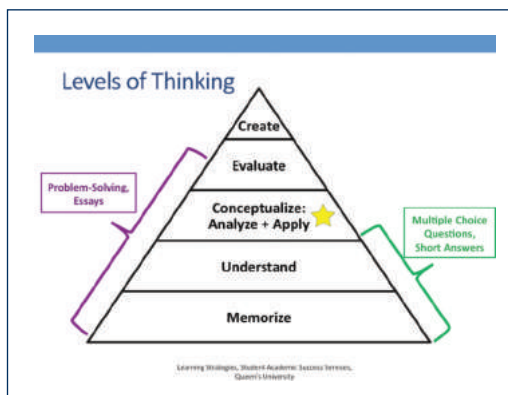 Levels of Thinking
Create
Evaluate
Problem-Solving,
Essays
Conceptualize:
Analyze + Apply
Multiple Choice
Questions,
Short Answers
Understand
Memorize
Learning Strategies, Student Academic Success Services,
Queen's University